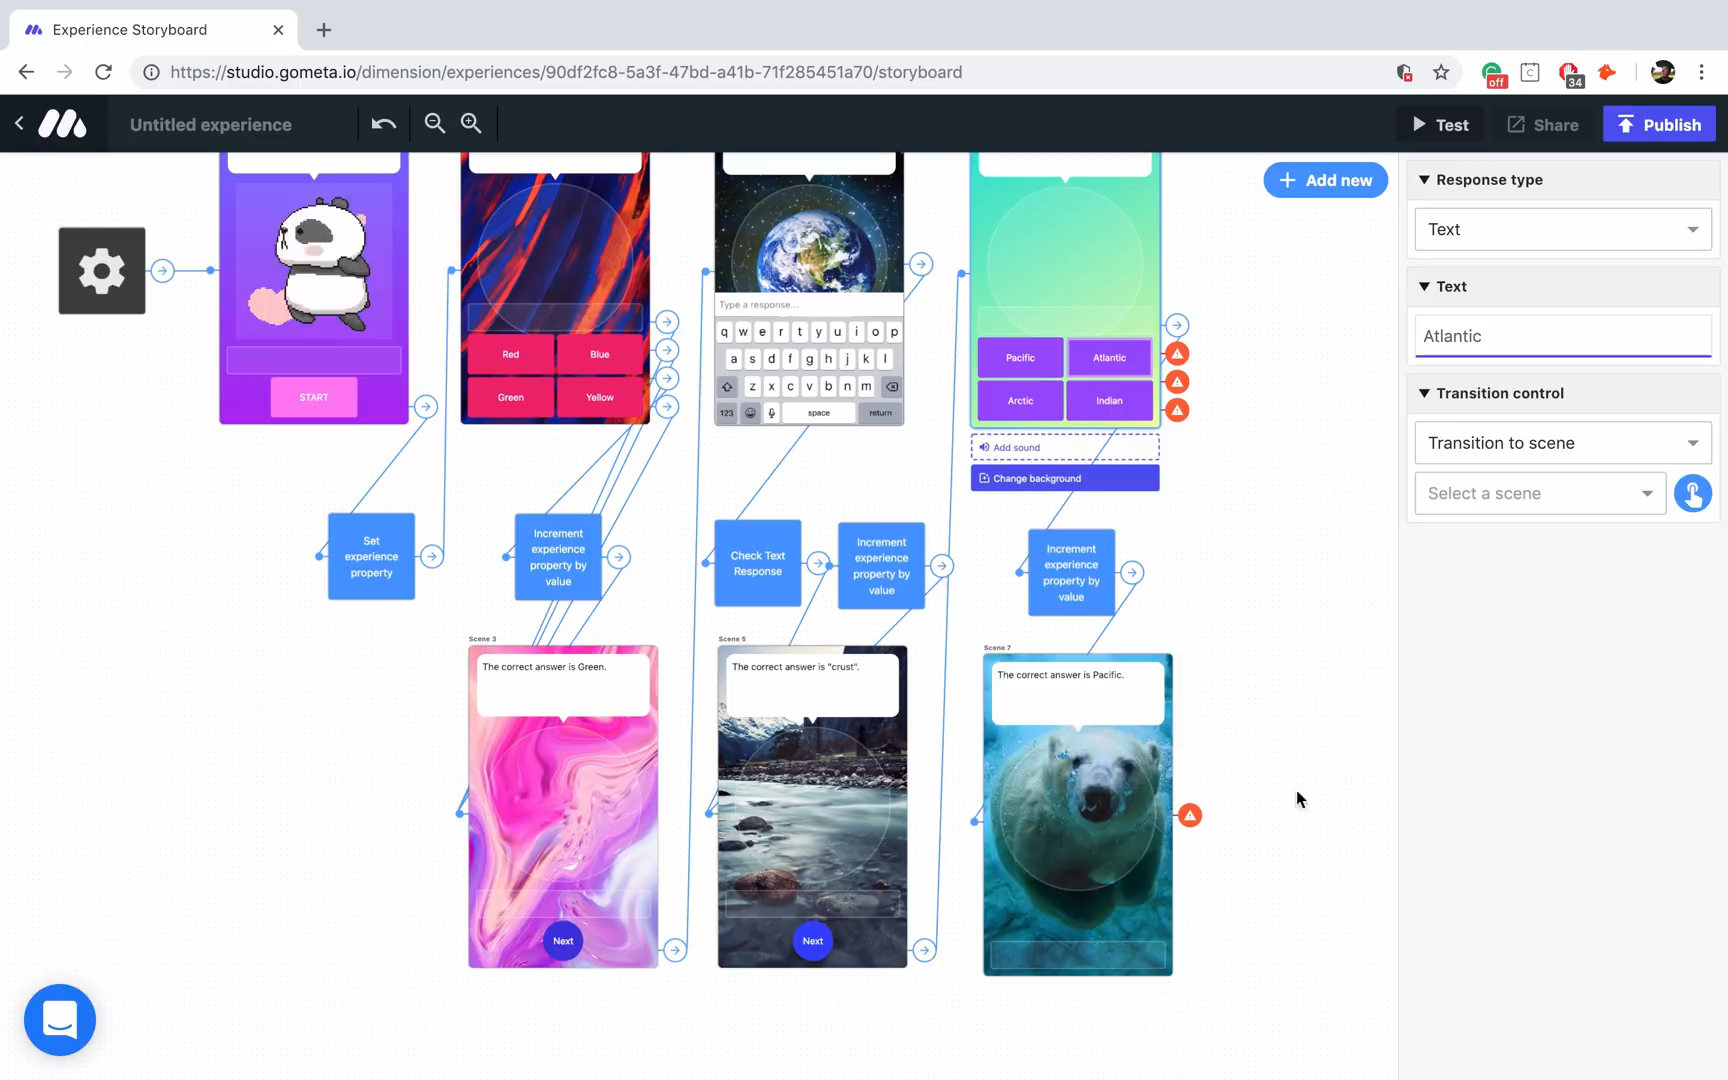 Experience Storyboard
https://studio.gometa.io/dimension/experiences/90df2fc8-5a3f-47bd-a41b-71f285451a70/storyboard
off
C
34
Untitled experience
Test
Share
Publish
Add new
Response type
Text
Text
Atlantic
Transition control
Transition to scene
Select a scene
START
Red
Blue
Green
Yellow
Type a response...
q w e r t y u i o p
a s d f g h j k l
z x c v b n m
123
space
return
Pacific
Atlantic
Arctic
Indian
Add sound
Change background
Set
experience
property
Increment
experience
property by
value
Check Text
Response
Increment
experience
property by
value
Increment
experience
property by
value
Scene 3
The correct answer is Green.
Next
Scene 5
The correct answer is "crust".
Next
Scene 7
The correct answer is Pacific.